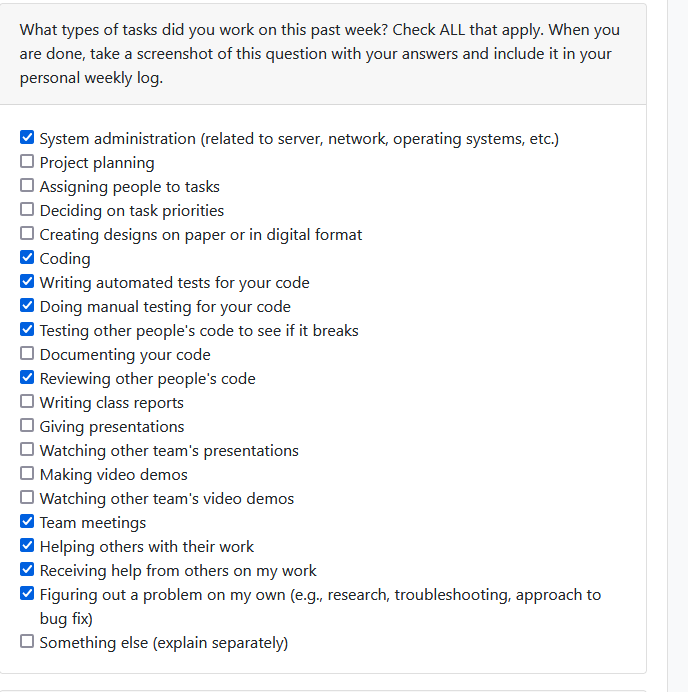 What types of tasks did you work on this past week? Check ALL that apply. When you
are done, take a screenshot of this question with your answers and include it in your
personal weekly log.
System administration (related to server, network, operating systems, etc.)
Project planning
Assigning people to tasks
Deciding on task priorities
Creating designs on paper or in digital format
Coding
Writing automated tests for your code
Doing manual testing for your code
Testing other people's code to see if it breaks
Documenting your code
Reviewing other people's code
Writing class reports
Giving presentations
Watching other team's presentations
Making video demos
Watching other team's video demos
Team meetings
Helping others with their work
Receiving help from others on my work
Figuring out a problem on my own (e.g., research, troubleshooting, approach to
bug fix)
Something else (explain separately)